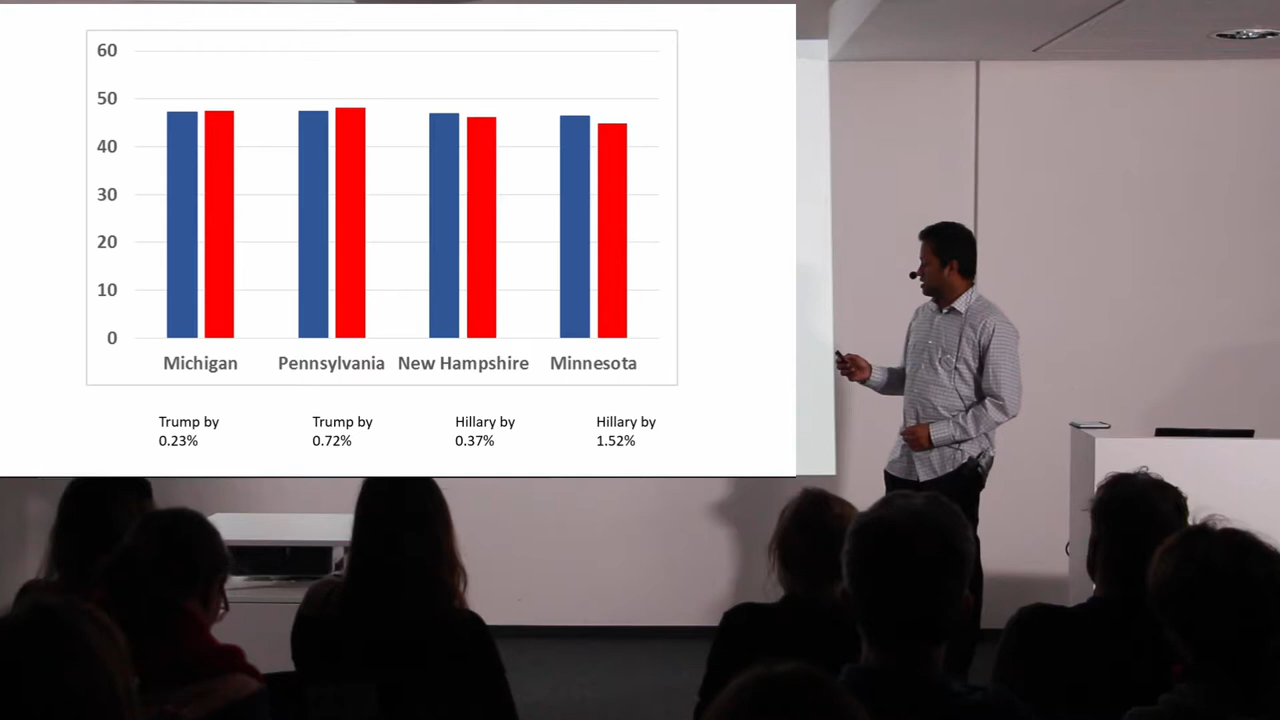 60
50
40
30
20
10
0
Michigan Pennsylvania New Hampshire Minnesota
Trump by Trump by Hillary by Hillary by
0.23% 0.72% 0.37% 1.52%